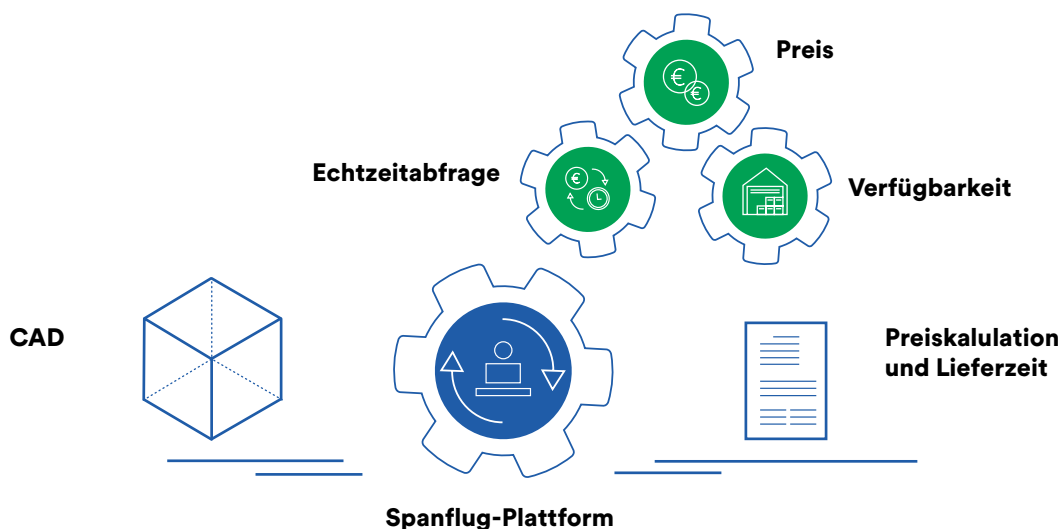 Preis
Echtzeitabfrage
Verfügbarkeit
CAD
Preiskalulation
und Lieferzeit
Spanflug-Plattform
€
€
€